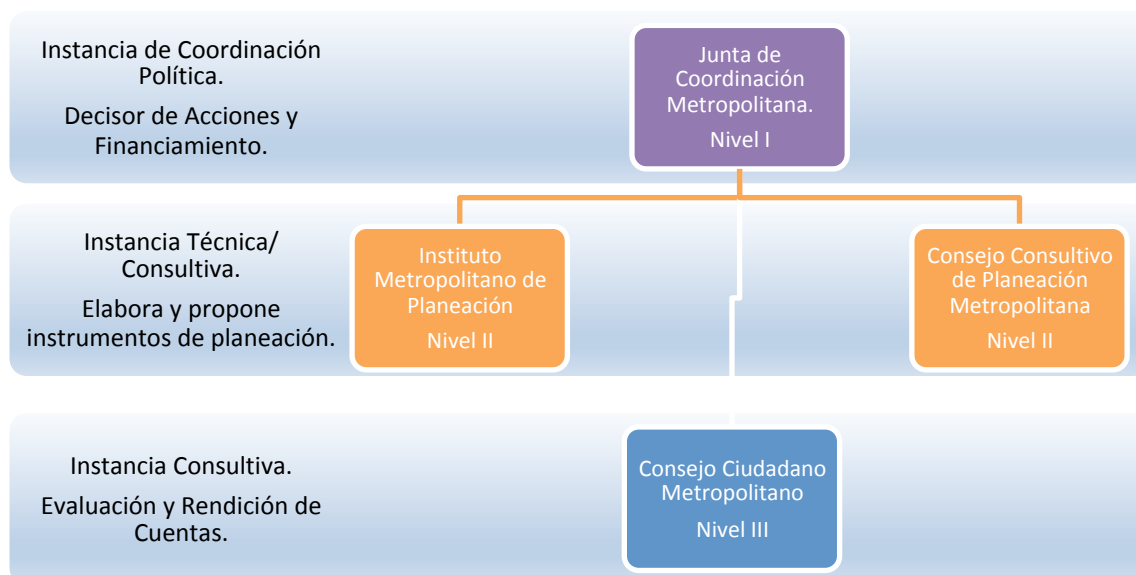 Instancia de Coordinación
Política.
Decisor de Acciones y
Financiamiento.
Junta de
Coordinación
Metropolitana.
Nivel I
Instancia Técnica/
Consultiva.
Elabora y propone
instrumentos de planeación.
Instituto
Metropolitano de
Planeación
Nivel II
Consejo Consultivo
de Planeación
Metropolitana
Nivel II
Instancia Consultiva.
Evaluación y Rendición de
Cuentas.
Consejo Ciudadano
Metropolitano
Nivel III